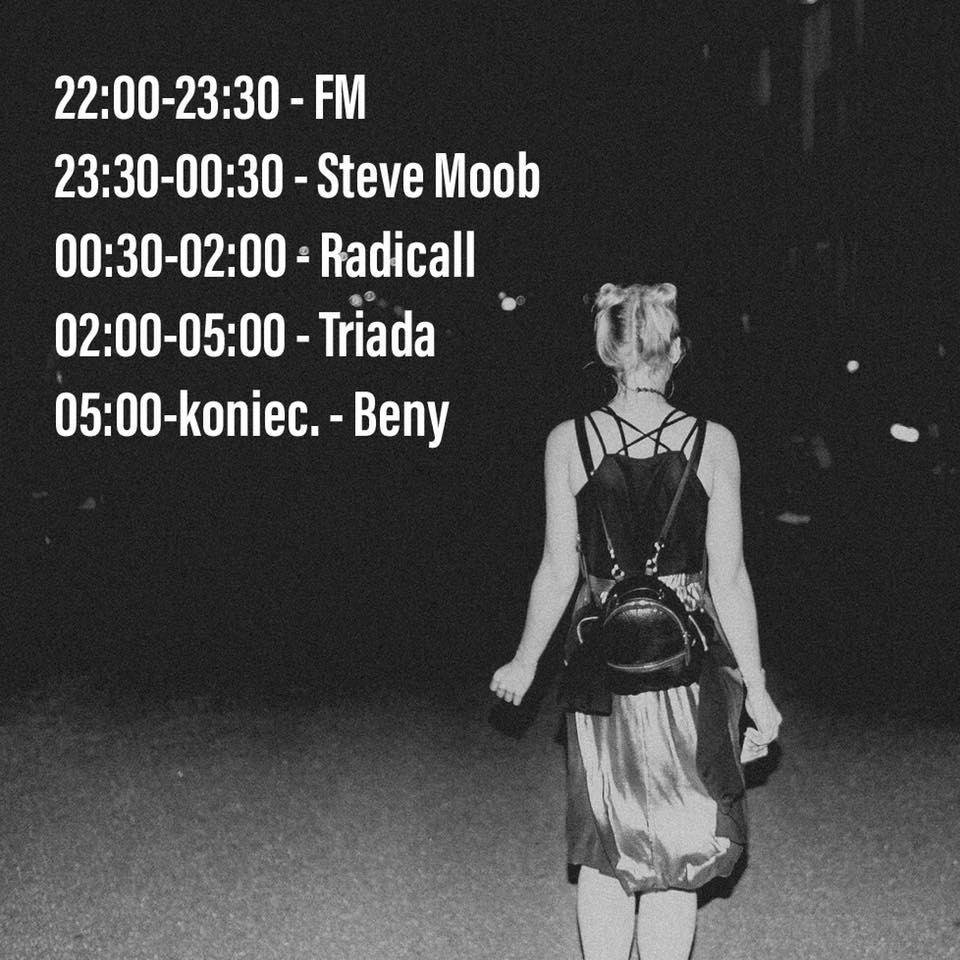 22:00-23:30 - FM
23:30-00:30 - Steve Moob
00:30-02:00 - Radicall
02:00-05:00 - Triada
05:00-koniec. - Beny